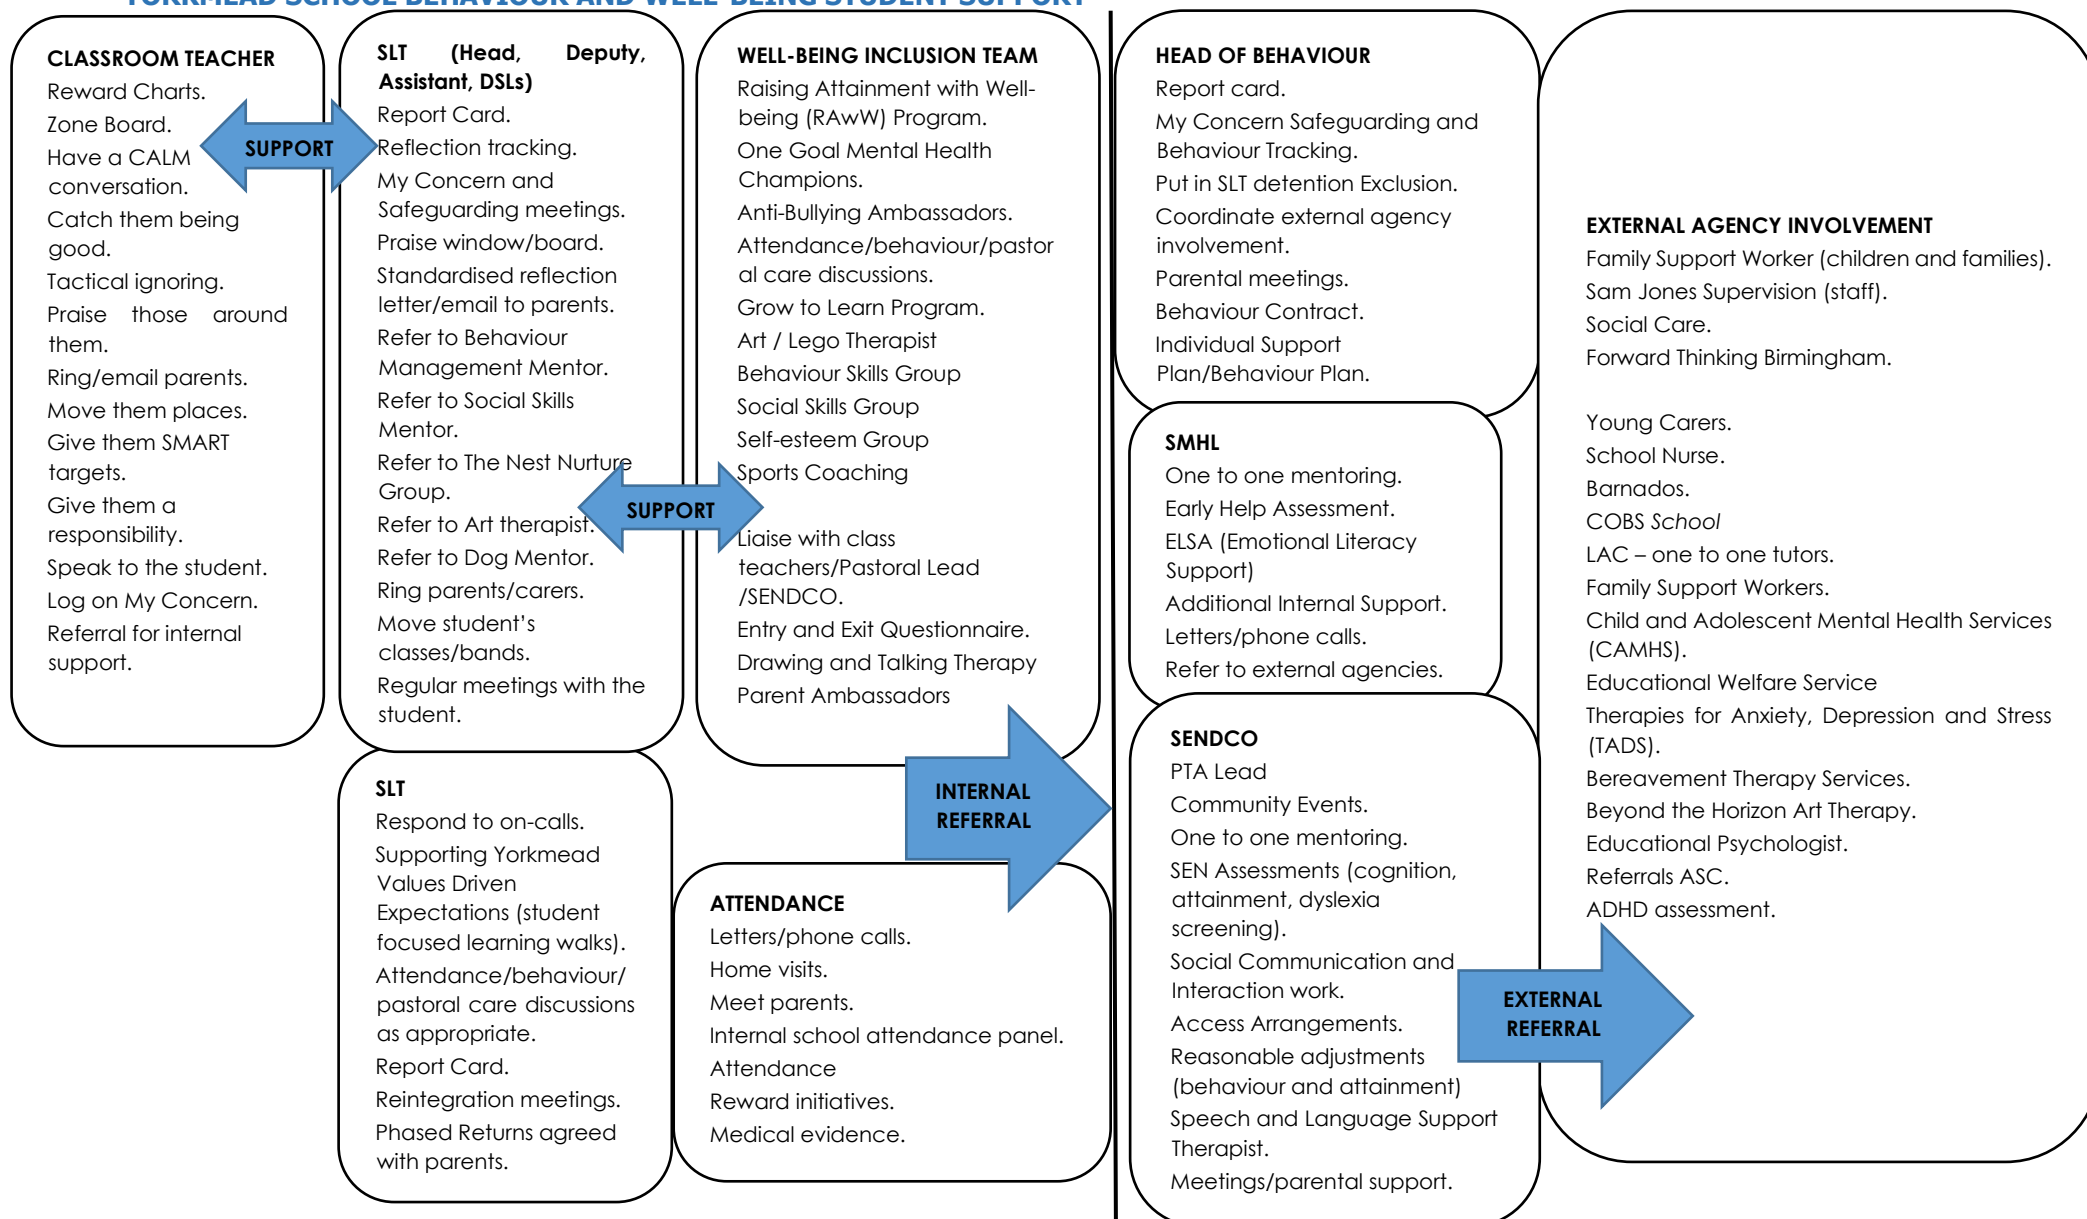 YORKMEAD SCHOOL BEHAVIOUR AND WELL-BEING STUDENT SUPPORT
CLASSROOM TEACHER
Reward Charts.
Zone Board.
Have a CALM
conversation.
Catch them being
good.
Tactical ignoring.
Praise those around
them.
Ring/email parents.
Move them places.
Give them SMART
targets.
Give them a
responsibility.
Speak to the student.
Log on My Concern.
Referral for internal
support.
SUPPORT
SLT (Head, Deputy,
Assistant, DSLs)
Report Card.
Reflection tracking.
My Concern and
Safeguarding meetings.
Praise window/board.
Standardised reflection
letter/email to parents.
Refer to Behaviour
Management Mentor.
Refer to Social Skills
Mentor.
Refer to The Nest Nurture
Group.
Refer to Art therapist.
Refer to Dog Mentor.
Ring parents/carers.
Move student's
classes/bands.
Regular meetings with the
student.
SUPPORT
SLT
Respond to on-calls.
Supporting Yorkmead
Values Driven
Expectations (student
focused learning walks).
Attendance/behaviour/
pastoral care discussions
as appropriate.
Report Card.
Reintegration meetings.
Phased Returns agreed
with parents.
WELL-BEING INCLUSION TEAM
Raising Attainment with Well-
being (RAwW) Program.
One Goal Mental Health
Champions.
Anti-Bullying Ambassadors.
Attendance/behaviour/pastor
al care discussions.
Grow to Learn Program.
Art / Lego Therapist
Behaviour Skills Group
Social Skills Group
Self-esteem Group
Sports Coaching
Liaise with class
teachers/Pastoral Lead
/SENDCO.
Entry and Exit Questionnaire.
Drawing and Talking Therapy
Parent Ambassadors
INTERNAL
REFERRAL
ATTENDANCE
Letters/phone calls.
Home visits.
Meet parents.
Internal school attendance panel.
Attendance
Reward initiatives.
Medical evidence.
HEAD OF BEHAVIOUR
Report card.
My Concern Safeguarding and
Behaviour Tracking.
Put in SLT detention Exclusion.
Coordinate external agency
involvement.
Parental meetings.
Behaviour Contract.
Individual Support
Plan/Behaviour Plan.
SMHL
One to one mentoring.
Early Help Assessment.
ELSA (Emotional Literacy
Support)
Additional Internal Support.
Letters/phone calls.
Refer to external agencies.
SENDCO
PTA Lead
Community Events.
One to one mentoring.
SEN Assessments (cognition,
attainment, dyslexia
screening).
Social Communication and
Interaction work.
Access Arrangements.
Reasonable adjustments
(behaviour and attainment)
Speech and Language Support
Therapist.
Meetings/parental support.
EXTERNAL
REFERRAL
EXTERNAL AGENCY INVOLVEMENT
Family Support Worker (children and families).
Sam Jones Supervision (staff).
Social Care.
Forward Thinking Birmingham.
Young Carers.
School Nurse.
Barnados.
COBS School
LAC – one to one tutors.
Family Support Workers.
Child and Adolescent Mental Health Services
(CAMHS).
Educational Welfare Service
Therapies for Anxiety, Depression and Stress
(TADS).
Bereavement Therapy Services.
Beyond the Horizon Art Therapy.
Educational Psychologist.
Referrals ASC.
ADHD assessment.